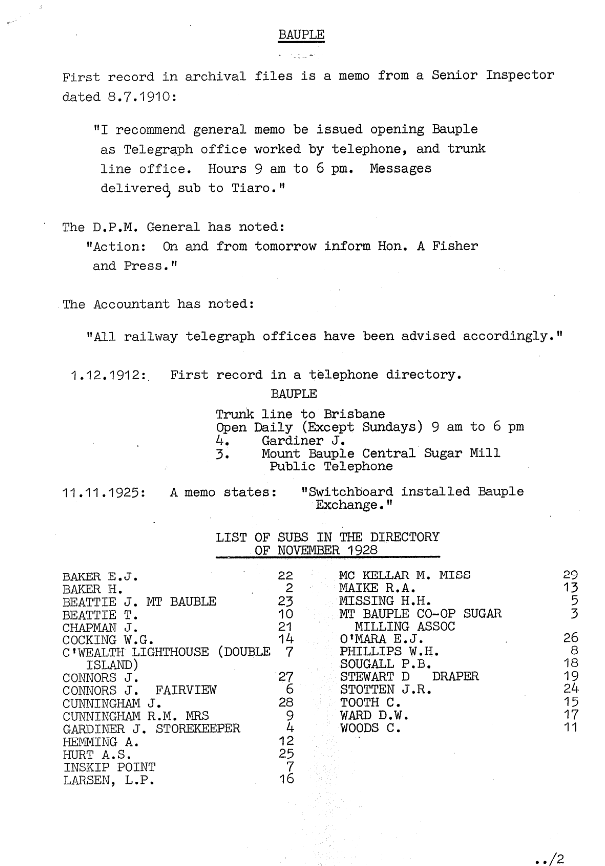 BAUPLE
First record in archival files is a memo from a Senior Inspector
dated 8.7.1910:
"I recommend general memo be issued opening Bauple
as Telegraph office worked by telephone, and trunk
line office. Hours 9 am to 6 pm. Messages
delivered, sub to Tiaro."
The D.P.M. General has noted:
"Action: On and from tomorrow inform Hon. A Fisher
and Press."
The Accountant has noted:
"All railway telegraph offices have been advised accordingly."
1.12.1912: First record in a telephone directory.
BAUPLE
Trunk line to Brisbane
Open Daily (Except Sundays) 9 am to 6 pm
4. Gardiner J.
3. Mount Bauple Central Sugar Mill
Public Telephone
11.11.1925: A memo states: "Switchboard installed Bauple
Exchange."
LIST OF SUBS IN THE DIRECTORY
OF NOVEMBER 1928
BAKER E.J. 22
BAKER H. 2
BEATTIE J. MT BAUBLE 23
BEATTIE T. 10
CHAPMAN J. 21
COCKING W.G. 14
C'WEALTH LIGHTHOUSE (DOUBLE 7
ISLAND)
CONNORS J. 27
CONNORS J. FAIRVIEW 6
CUNNINGHAM J. 28
CUNNINGHAM R.M. MRS 9
GARDINER J. STOREKEEPER 4
HEMMING A. 12
HURT A.S. 25
INSKIP POINT 7
LARSEN, L.P. 16
MC KELLAR M. MISS 29
MAIKE R.A. 13
MISSING H.H. 5
MT BAUPLE CO-OP SUGAR 3
MILLING ASSOC
O'MARA E.J. 26
PHILLIPS W.H. 8
SOUGALL P.B. 18
STEWART D DRAPER 19
STOTTEN J.R. 24
TOOTH C. 15
WARD D.W. 17
WOODS C. 11
../2